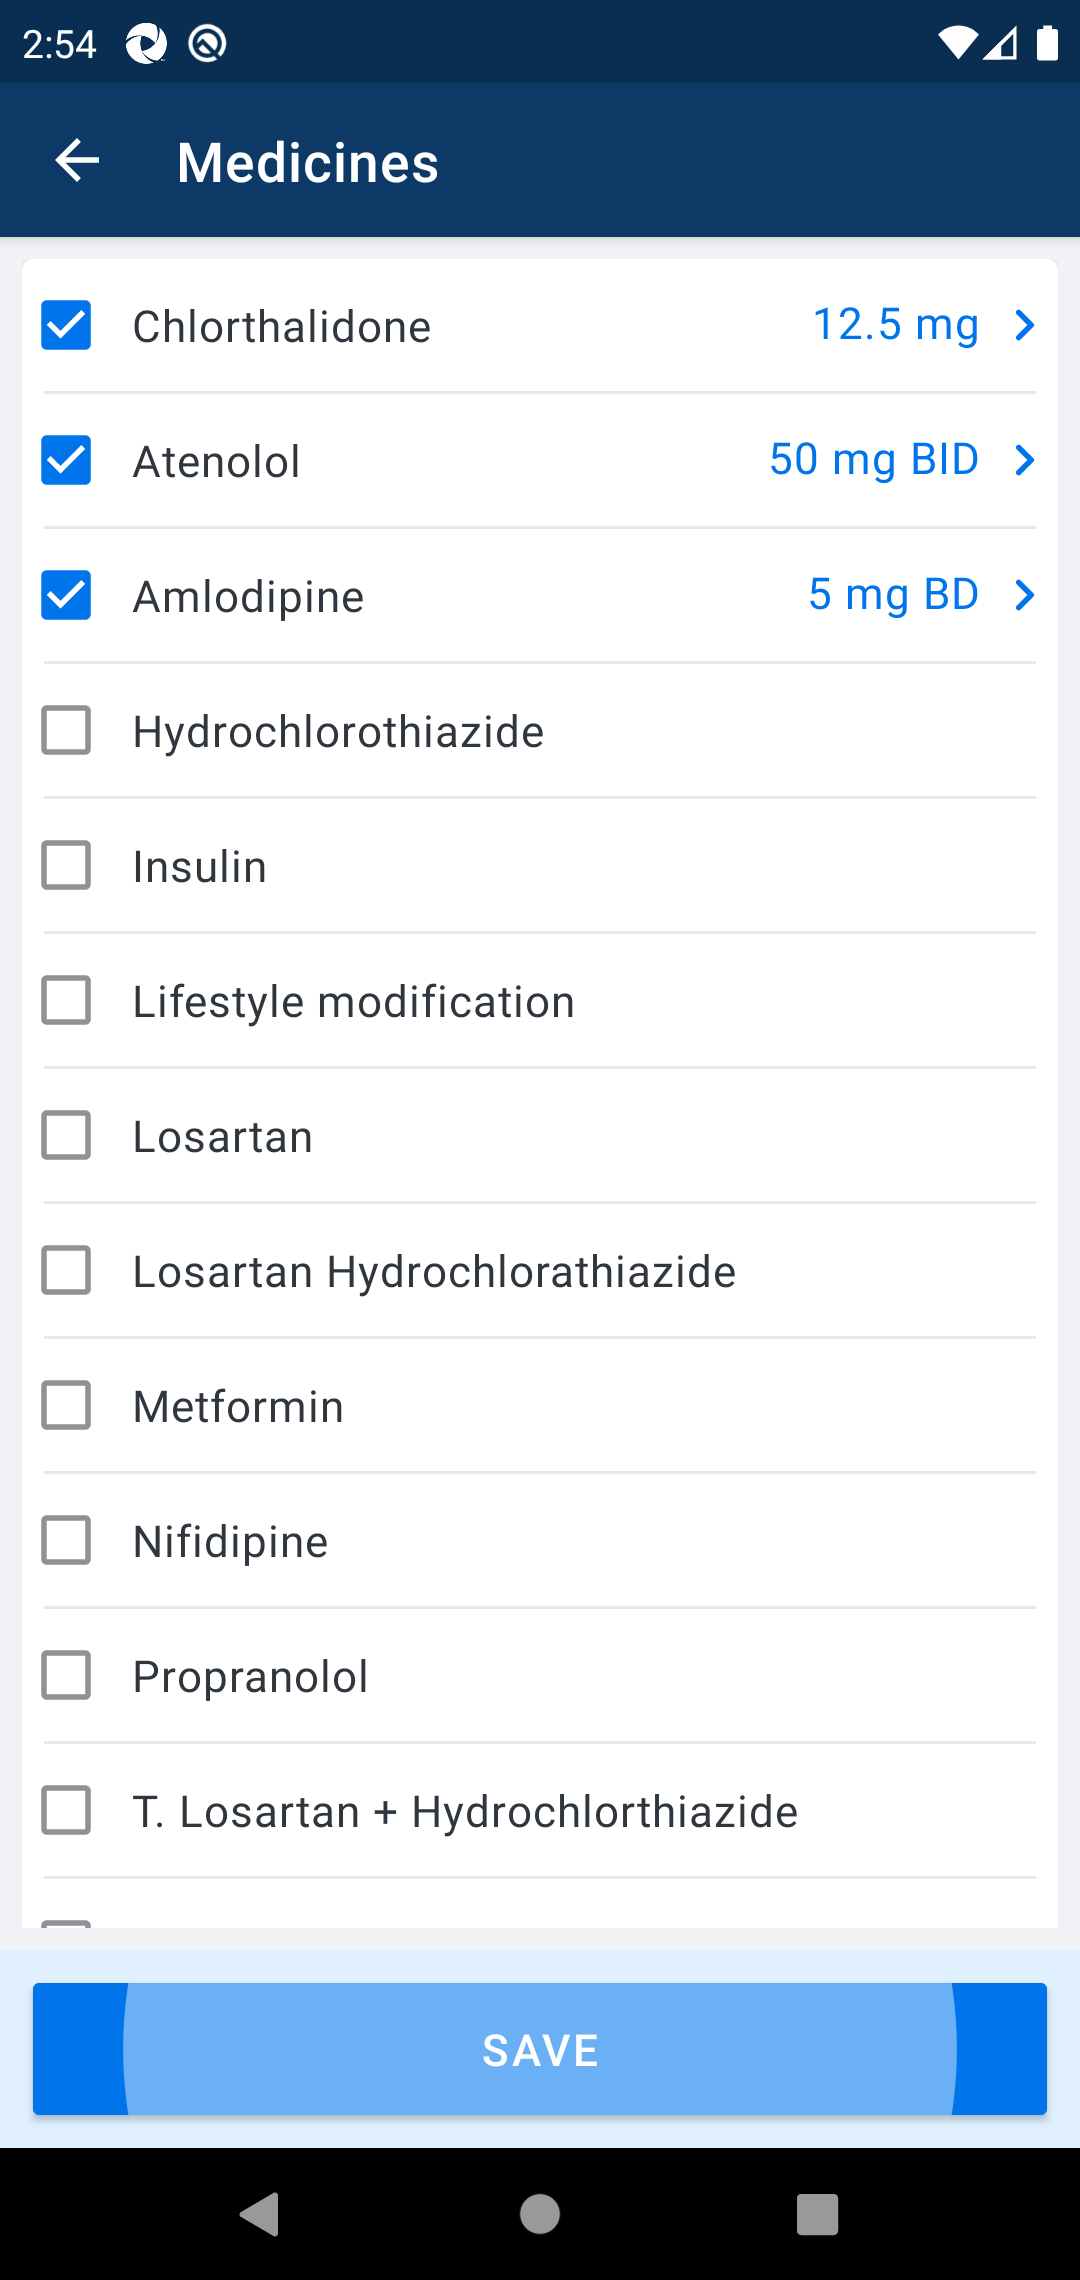 2:54
Medicines
Chlorthalidone 12.5 mg
Atenolol 50 mg BID
Amlodipine 5 mg BD
Hydrochlorothiazide
Insulin
Lifestyle modification
Losartan
Losartan Hydrochlorathiazide
Metformin
Nifidipine
Propranolol
T. Losartan + Hydrochlorthiazide
SAVE